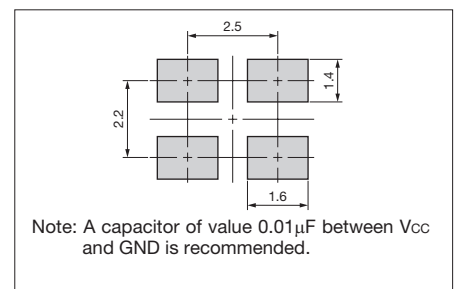 2.5
1.4
2.2
1.6
Note: A capacitor of value 0.01μF between Vcc
and GND is recommended.